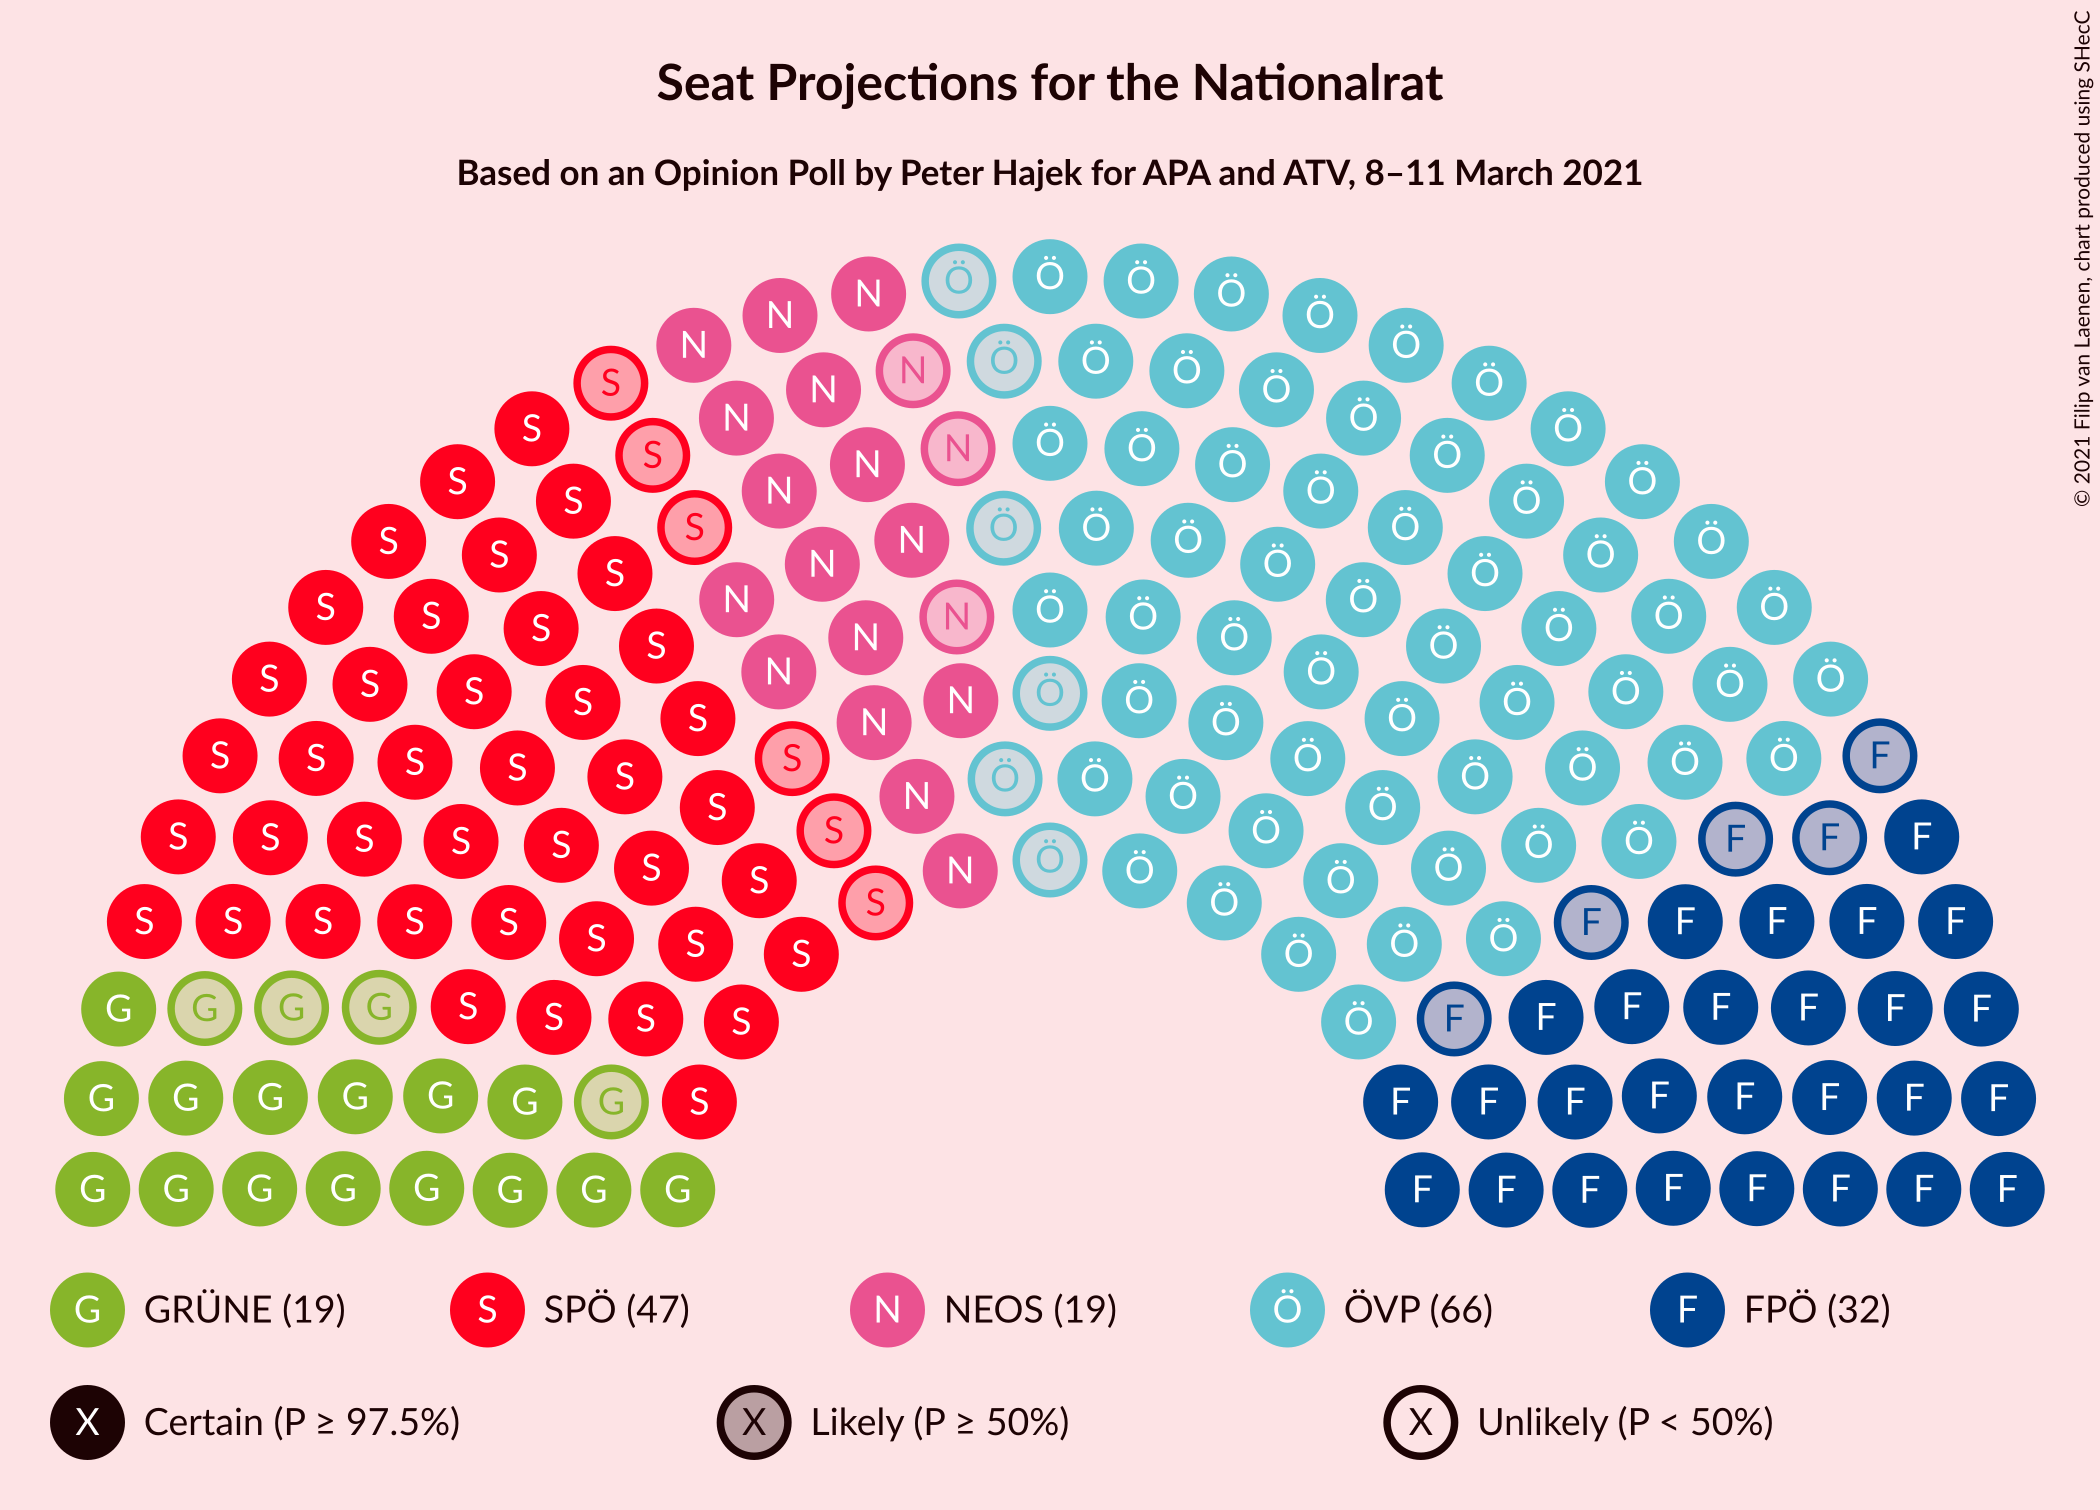 Seat Projections for the Nationalrat
Based on an Opinion Poll by Peter Hajek for APA and ATV, 8–11 March 2021
© 2021 Filip van Laenen, chart produced using SHecC
Ö Ö Ö Ö Ö Ö Ö Ö Ö Ö Ö Ö Ö Ö Ö Ö Ö Ö Ö Ö Ö Ö Ö Ö Ö Ö Ö Ö Ö Ö Ö Ö Ö Ö Ö Ö Ö Ö Ö Ö Ö Ö Ö Ö Ö Ö Ö Ö Ö Ö Ö Ö Ö Ö Ö Ö Ö Ö Ö Ö Ö Ö Ö Ö Ö Ö
N N N N N N N N N N N N N N N N N N N
S S S S S S S S S S S S S S S S S S S S S S S S S S S S S S S S S S S S S S S S S S S S S S S
G G G G G G G G G G G G G G G G G G G
F F F F F F F F F F F F F F F F F F F F F F F F F F F F F F F F
G GRÜNE (19) S SPÖ (47) N NEOS (19) Ö ÖVP (66) F FPÖ (32)
X Certain (P ≥ 97.5%) X Likely (P ≥ 50%) X Unlikely (P < 50%)